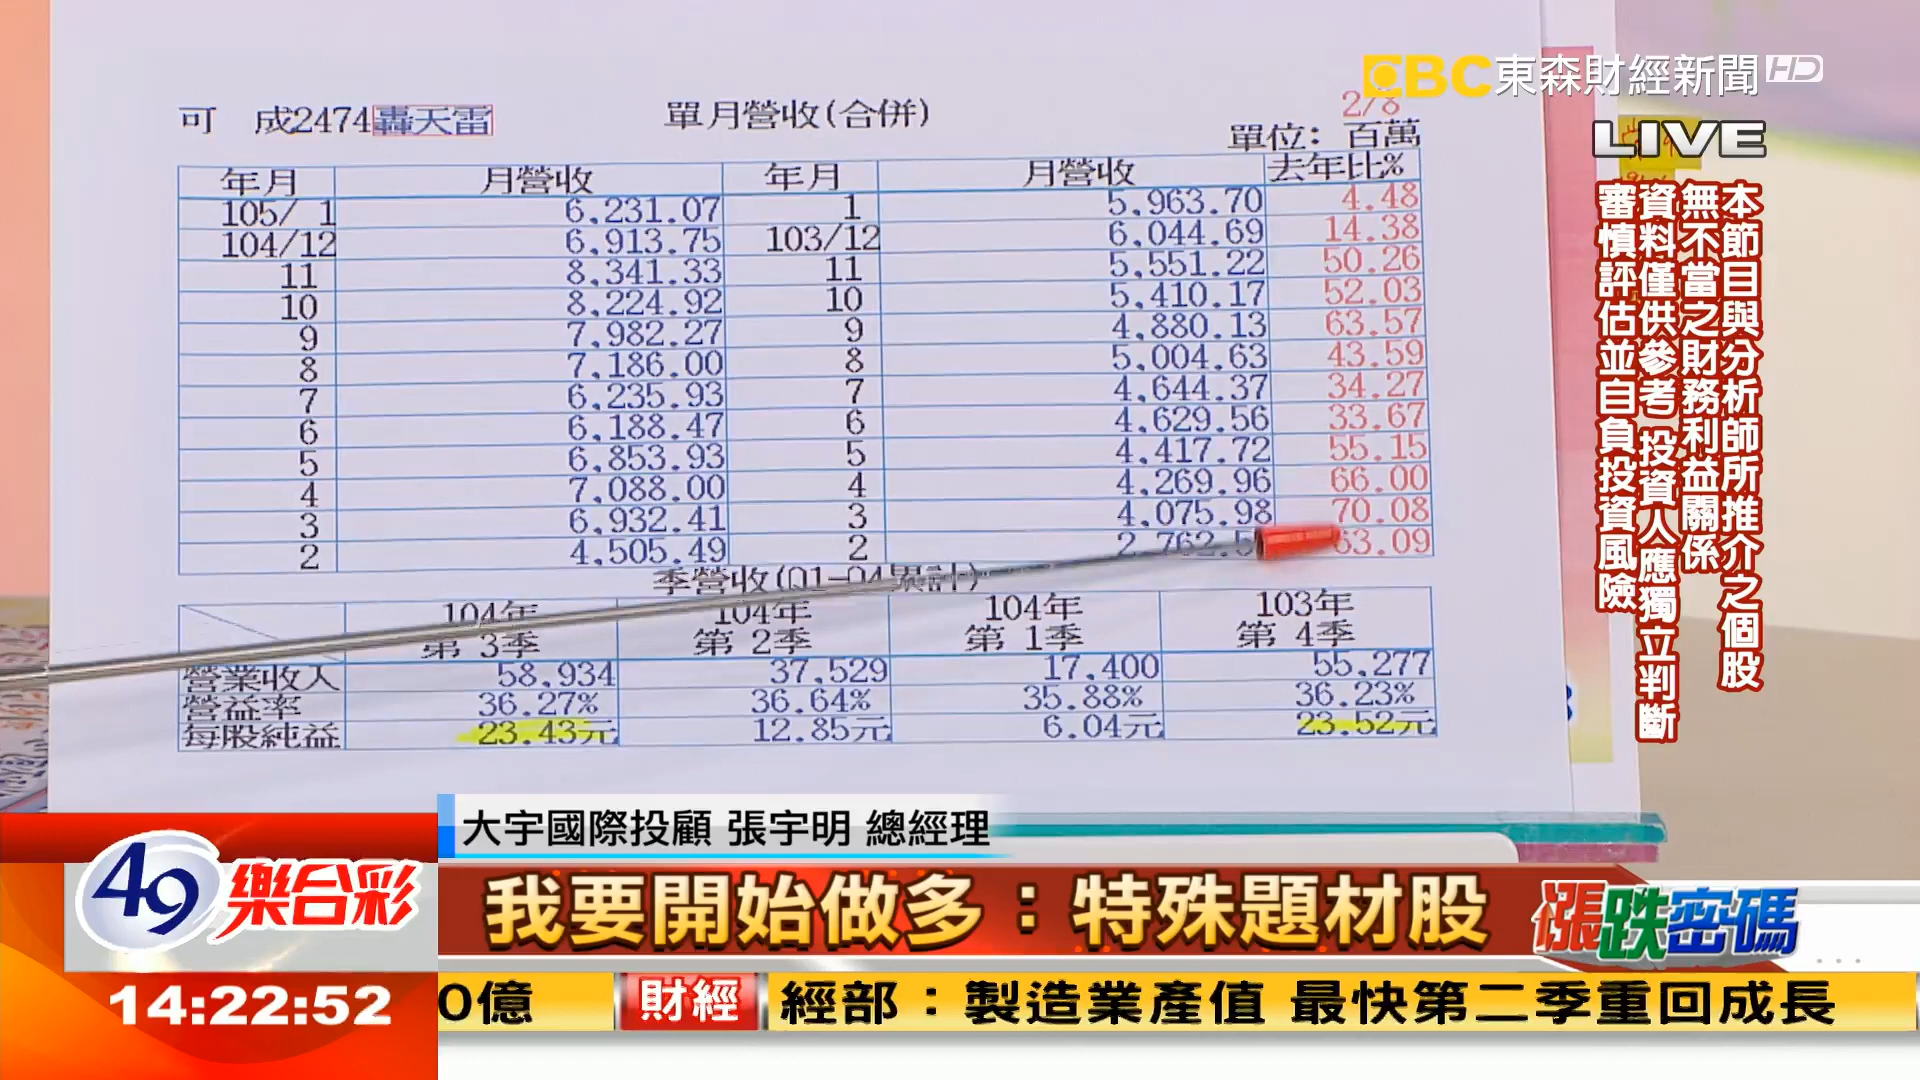 EBC 東森財經新聞 HD
LIVE
可 成2474 轟天雷 單月營收(合併) 2/8
單位: 百萬
年月 月營收 年月 月營收 去年比%
105/ 1 6,231.07 1 5,963.70 4.48
104/12 6,913.75 103/12 6,044.69 14.38
11 8,341.33 11 5,551.22 50.26
10 8,224.92 10 5,410.17 52.03
9 7,982.27 9 4,880.13 63.57
8 7,186.00 8 5,004.63 43.59
7 6,235.93 7 4,644.37 34.27
6 6,188.47 6 4,629.56 33.67
5 6,853.93 5 4,417.72 55.15
4 7,088.00 4 4,269.96 66.00
3 6,932.41 3 4,075.98 70.08
2 4,505.49 2 63.09
季營收(Q1-Q4累計)
104年 104年 104年 103年
第 3季 第 2季 第 1季 第 4季
營業收入 58,934 37,529 17,400 55,277
營益率 36.27% 36.64% 35.88% 36.23%
每股純益 23.43元 12.85元 6.04元 23.52元
本節目與分析師所推介之個股
無不當之財務利益關係
資料僅供參考 投資人應獨立判斷
審慎評估並自負投資風險
大宇國際投顧 張宇明 總經理
49 樂合彩
我要開始做多：特殊題材股
漲跌密碼
14:22:52
0億 財經 經部：製造業產值 最快第二季重回成長